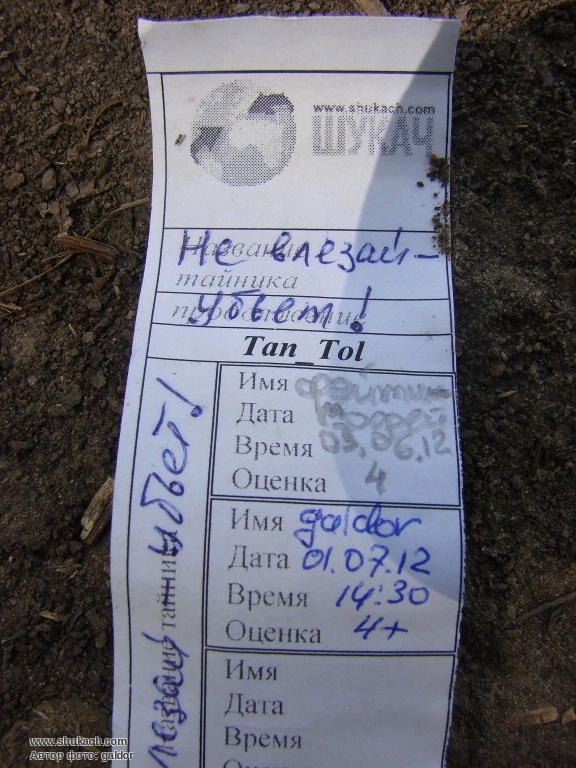 www.shukach.com
ШУКАЧ
Название
Не влезай-
тайника
убьет!
Tan_Tol
Имя
Дата
Время 03.06.12
Оценка 4
Имя galdor
Дата 01.07.12
Время 14:30
Оценка 4+
Имя
Дата
Время
Название тайника
лезай убьет!
www.shukach.com
Автор фото: galdor